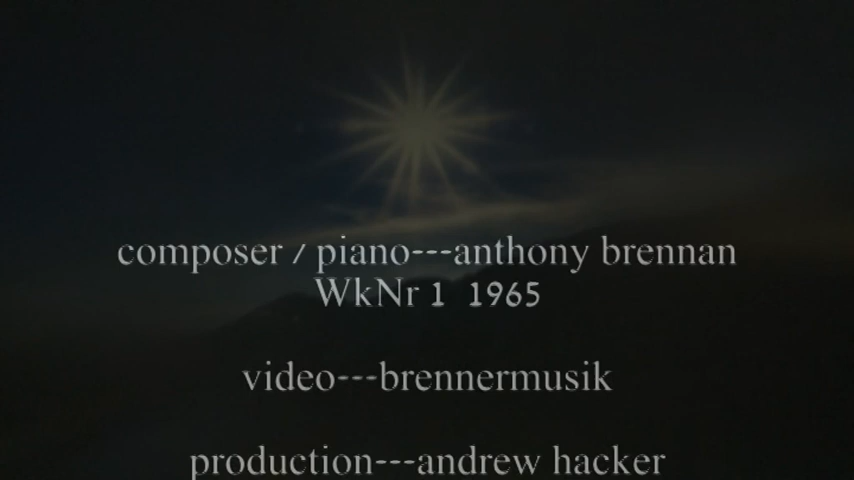 composer / piano---anthony brennan
WkNr 1 1965
video---brennermusik
production---andrew hacker